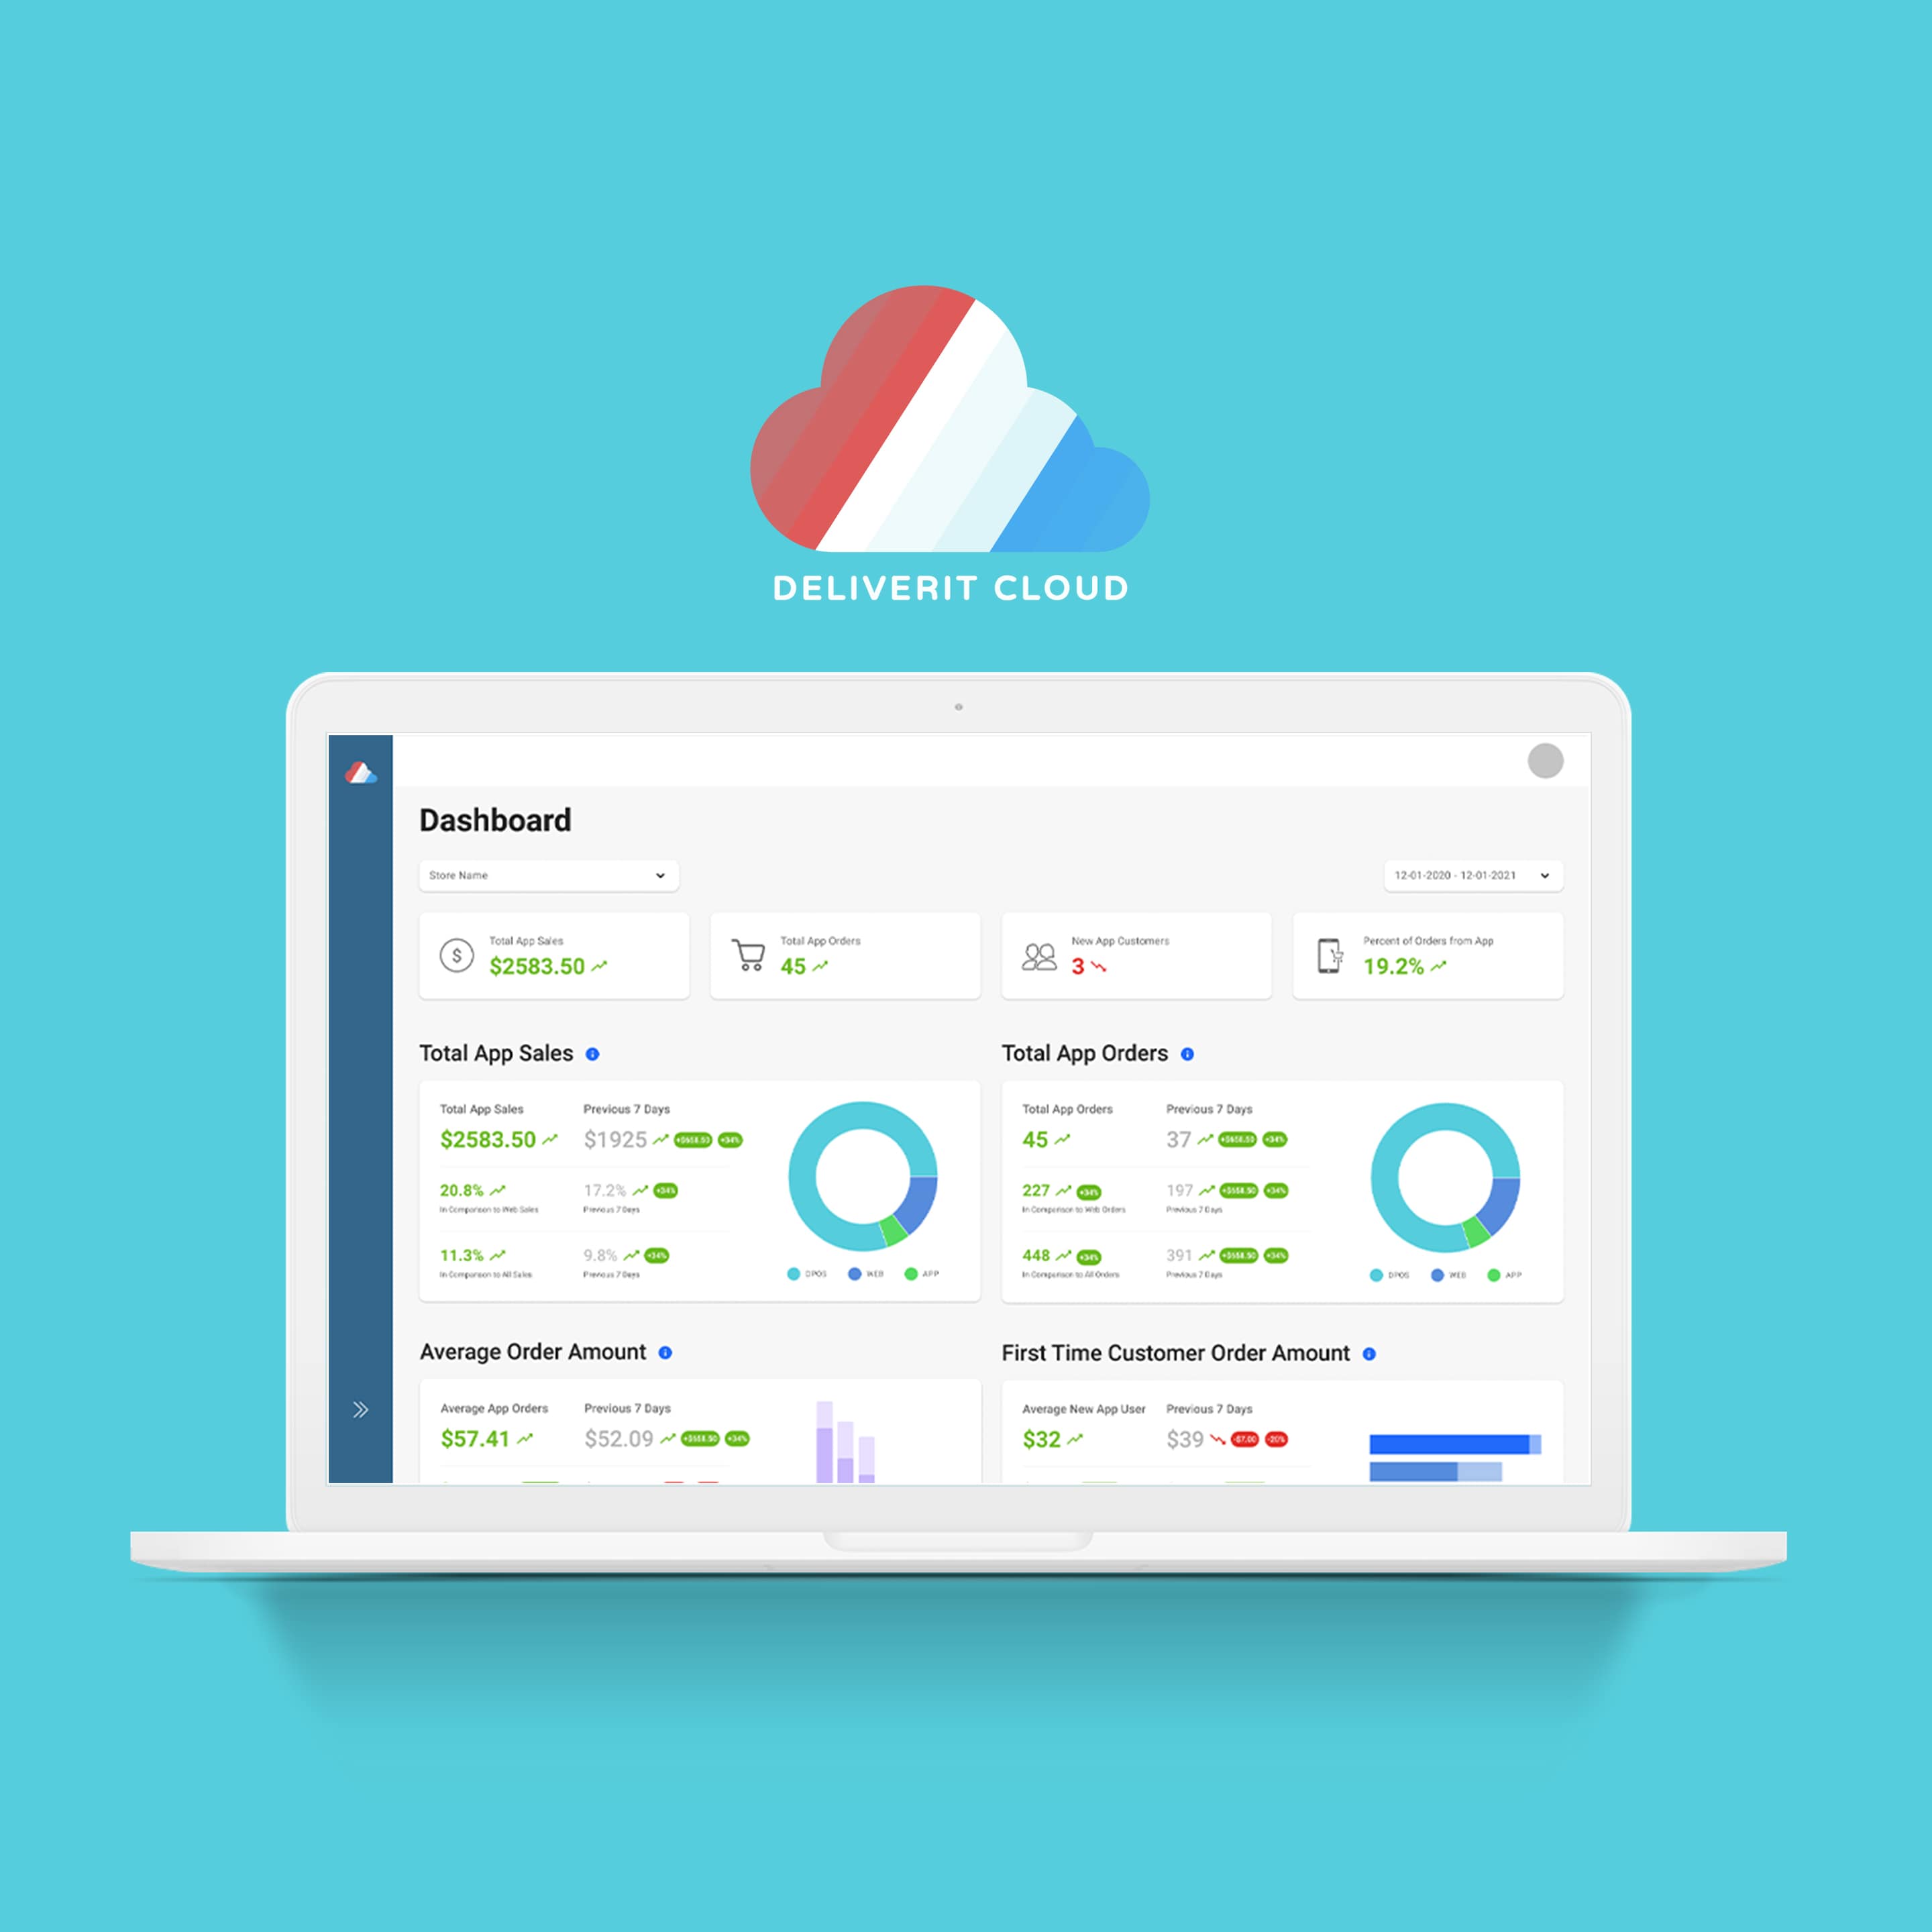 DELIVERIT CLOUD
Dashboard
Store Name
12-01-2020 - 12-01-2021
Total App Sales
$2583.50
Total App Orders
45
New App Customers
3
Percent of Orders from App
19.2%
Total App Sales
Total App Sales Previous 7 Days
$2583.50 $1925 +$658.50 +34%
20.8% 17.2% +34%
In Comparison to Web Sales Previous 7 Days
11.3% 9.8% +34%
In Comparison to All Sales Previous 7 Days
DPOS WEB APP
Total App Orders
Total App Orders Previous 7 Days
45 37 +$658.50 +34%
227 +34% 197 +$658.50 +34%
In Comparison to Web Orders Previous 7 Days
448 +34% 391 +$658.50 +34%
In Comparison to All Orders Previous 7 Days
DPOS WEB APP
Average Order Amount
Average App Orders Previous 7 Days
$57.41 $52.09 +$658.50 +34%
First Time Customer Order Amount
Average New App User Previous 7 Days
$32 $39 -$7.00 -20%